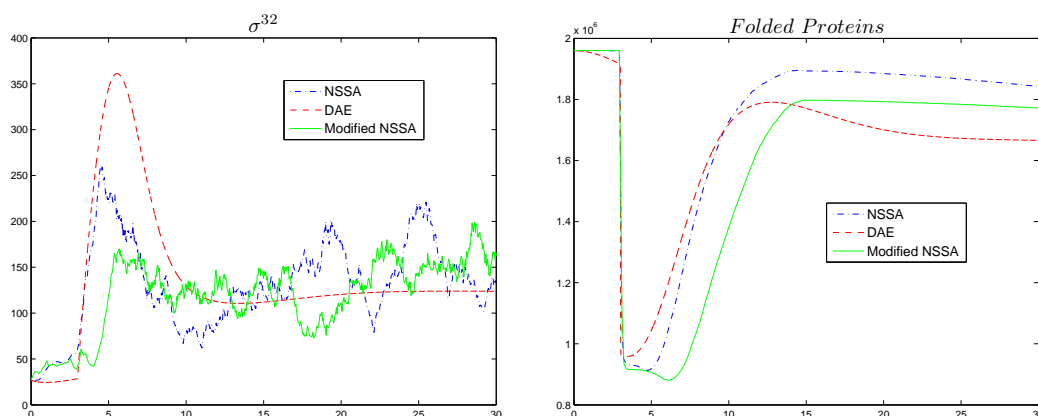 σ³²
400
350
300
250
200
150
100
50
0
0 5 10 15 20 25 30
NSSA
DAE
Modified NSSA
Folded Proteins
x 10⁶
2
1.8
1.6
1.4
1.2
1
0.8
0 5 10 15 20 25 30
NSSA
DAE
Modified NSSA